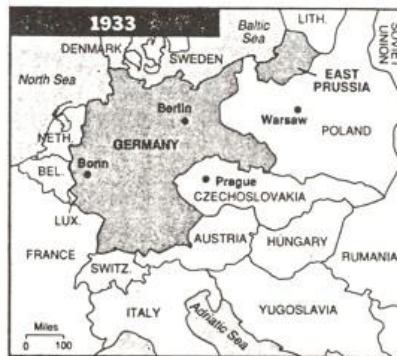 1933
Baltic
Sea
LITH.
SOVIET
UNION
DENMARK
SWEDEN
North Sea
EAST
PRUSSIA
Berlin
Warsaw
NETH.
GERMANY
POLAND
BEL.
Bonn
Prague
CZECHOSLOVAKIA
LUX.
AUSTRIA
HUNGARY
FRANCE
SWITZ.
RUMANIA
Miles
0 100
ITALY
Adriatic Sea
YUGOSLAVIA